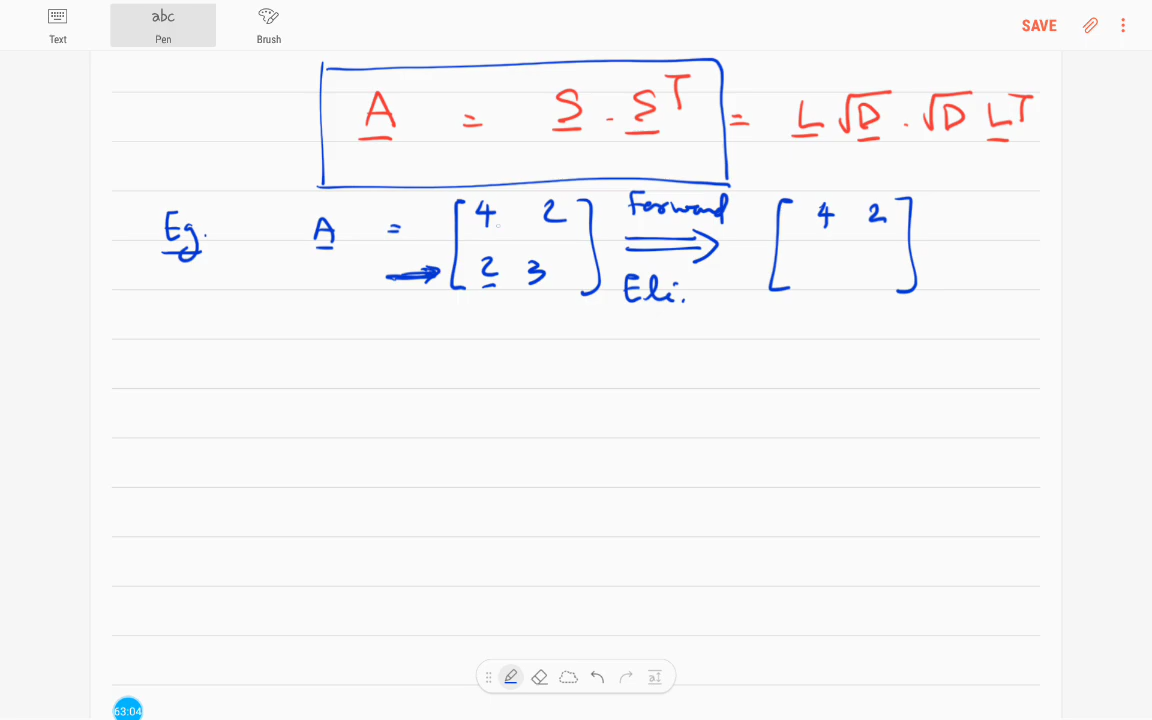 Text
abc
Pen
Brush
SAVE
A = S . S^T = L √D . √D L^T
Eg. A = [4 2 Forward [4 2]
2 3] Eli.
a
63:04